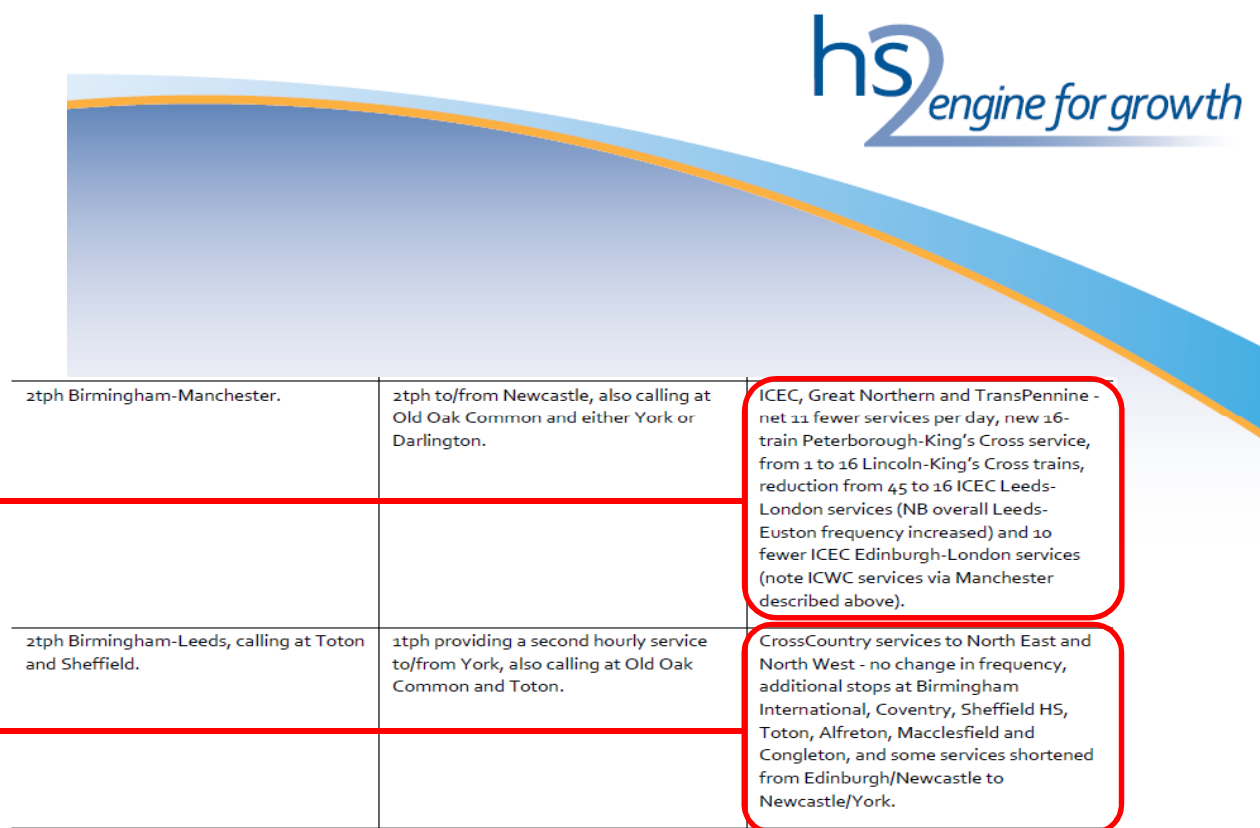 hs2 engine for growth
2tph Birmingham-Manchester.
2tph to/from Newcastle, also calling at
Old Oak Common and either York or
Darlington.
ICEC, Great Northern and TransPennine -
net 11 fewer services per day, new 16-
train Peterborough-King's Cross service,
from 1 to 16 Lincoln-King's Cross trains,
reduction from 45 to 16 ICEC Leeds-
London services (NB overall Leeds-
Euston frequency increased) and 10
fewer ICEC Edinburgh-London services
(note ICWC services via Manchester
described above).
2tph Birmingham-Leeds, calling at Toton
and Sheffield.
1tph providing a second hourly service
to/from York, also calling at Old Oak
Common and Toton.
CrossCountry services to North East and
North West - no change in frequency,
additional stops at Birmingham
International, Coventry, Sheffield HS,
Toton, Alfreton, Macclesfield and
Congleton, and some services shortened
from Edinburgh/Newcastle to
Newcastle/York.